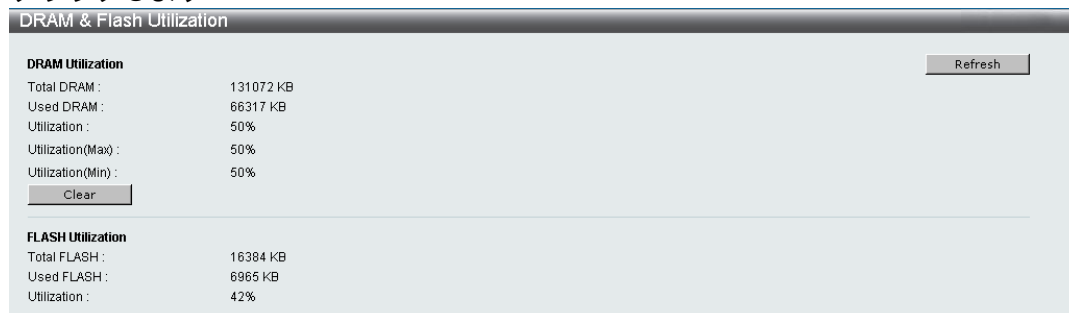 DRAM & Flash Utilization
DRAM Utilization
Refresh
Total DRAM : 131072 KB
Used DRAM : 66317 KB
Utilization : 50%
Utilization(Max) : 50%
Utilization(Min) : 50%
Clear
FLASH Utilization
Total FLASH : 16384 KB
Used FLASH : 6965 KB
Utilization : 42%